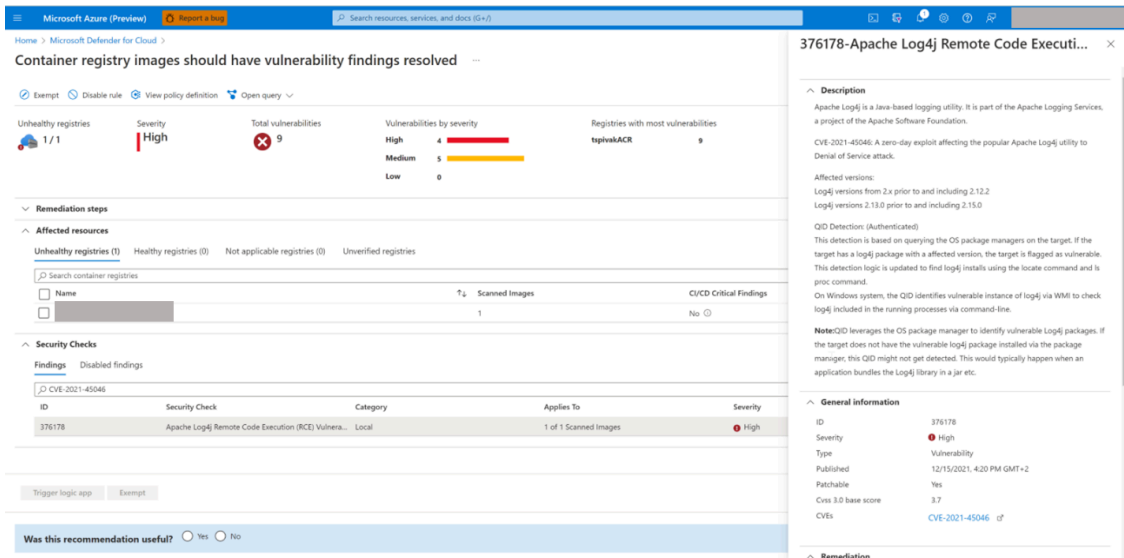 Microsoft Azure (Preview)
Report a bug
Search resources, services, and docs (G+/)
Home > Microsoft Defender for Cloud >
Container registry images should have vulnerability findings resolved ...
Exempt
Disable rule
View policy definition
Open query
Unhealthy registries
1 / 1
Severity
High
Total vulnerabilities
9
Vulnerabilities by severity
High 4
Medium 5
Low 0
Registries with most vulnerabilities
tspivakACR 9
Remediation steps
Affected resources
Unhealthy registries (1) Healthy registries (0) Not applicable registries (0) Unverified registries
Search container registries
Name Scanned Images CI/CD Critical Findings
1 No
Security Checks
Findings Disabled findings
CVE-2021-45046
ID Security Check Category Applies To Severity
376178 Apache Log4j Remote Code Execution (RCE) Vulnera... Local 1 of 1 Scanned Images High
Trigger logic app Exempt
Was this recommendation useful? Yes No
376178-Apache Log4j Remote Code Executi...
Description
Apache Log4j is a Java-based logging utility. It is part of the Apache Logging Services,
a project of the Apache Software Foundation.
CVE-2021-45046: A zero-day exploit affecting the popular Apache Log4j utility to
Denial of Service attack.
Affected versions:
Log4j versions from 2.x prior to and including 2.12.2
Log4j versions 2.13.0 prior to and including 2.15.0
QID Detection: (Authenticated)
This detection is based on querying the OS package managers on the target. If the
target has a log4j package with a affected version, the target is flagged as vulnerable.
This detection logic is updated to find log4j installs using the locate command and ls
proc command.
On Windows system, the QID identifies vulnerable instance of log4j via WMI to check
log4j included in the running processes via command-line.
Note:QID leverages the OS package manager to identify vulnerable Log4j packages. If
the target does not have the vulnerable log4j package installed via the package
manager, this QID might not get detected. This would typically happen when an
application bundles the Log4j library in a jar etc.
General information
ID 376178
Severity High
Type Vulnerability
Published 12/15/2021, 4:20 PM GMT+2
Patchable Yes
Cvss 3.0 base score 3.7
CVEs CVE-2021-45046
Remediation